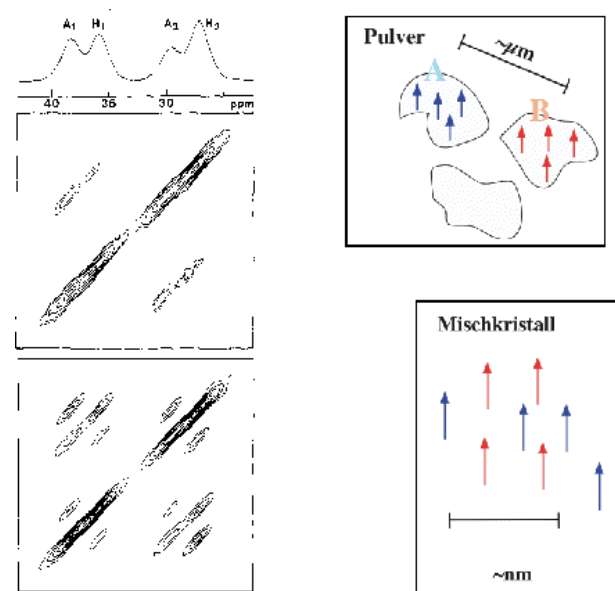 A₁ H₁ A₂ H₂
40 35 30 ppm
Pulver
~µm
A
B
Mischkristall
~nm